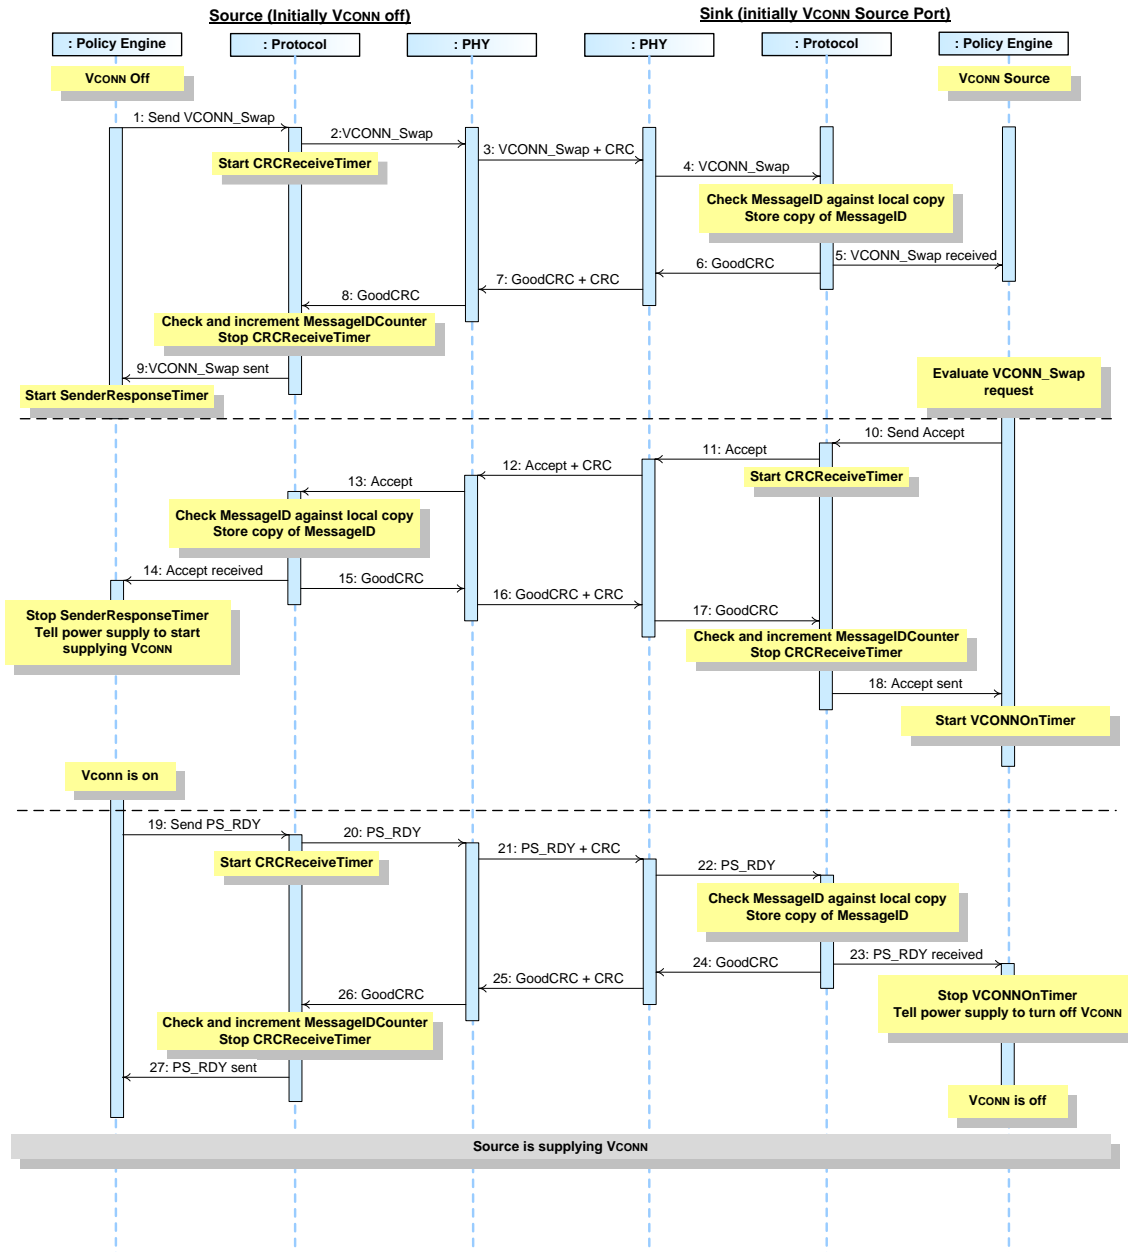 Source (Initially VCONN off)
Sink (initially VCONN Source Port)
: Policy Engine
: Protocol
: PHY
: PHY
: Protocol
: Policy Engine
VCONN Off
VCONN Source
1: Send VCONN_Swap
2:VCONN_Swap
Start CRCReceiveTimer
3: VCONN_Swap + CRC
4: VCONN_Swap
Check MessageID against local copy
Store copy of MessageID
5: VCONN_Swap received
6: GoodCRC
7: GoodCRC + CRC
8: GoodCRC
Check and increment MessageIDCounter
Stop CRCReceiveTimer
9:VCONN_Swap sent
Start SenderResponseTimer
Evaluate VCONN_Swap
request
10: Send Accept
11: Accept
Start CRCReceiveTimer
12: Accept + CRC
13: Accept
Check MessageID against local copy
Store copy of MessageID
14: Accept received
15: GoodCRC
16: GoodCRC + CRC
17: GoodCRC
Stop SenderResponseTimer
Tell power supply to start
supplying VCONN
Check and increment MessageIDCounter
Stop CRCReceiveTimer
18: Accept sent
Start VCONNOnTimer
Vconn is on
19: Send PS_RDY
20: PS_RDY
Start CRCReceiveTimer
21: PS_RDY + CRC
22: PS_RDY
Check MessageID against local copy
Store copy of MessageID
23: PS_RDY received
24: GoodCRC
25: GoodCRC + CRC
26: GoodCRC
Stop VCONNOnTimer
Tell power supply to turn off VCONN
Check and increment MessageIDCounter
Stop CRCReceiveTimer
27: PS_RDY sent
VCONN is off
Source is supplying VCONN